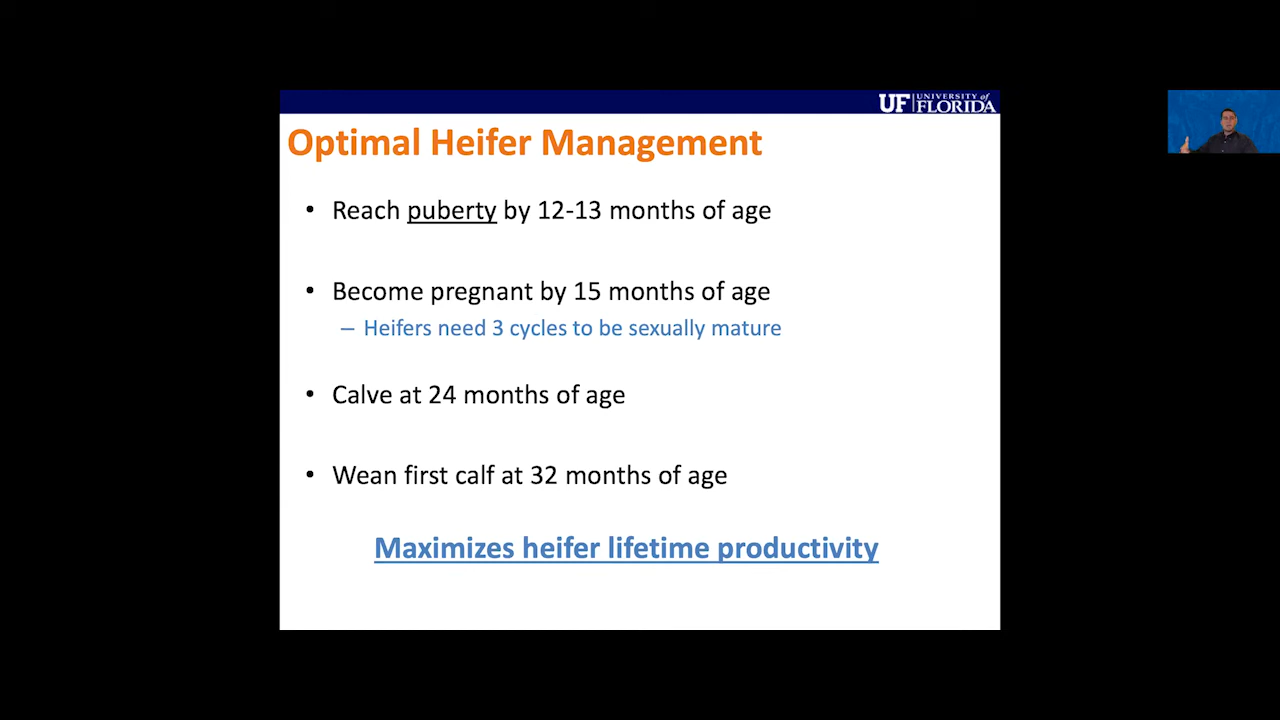 UF UNIVERSITY of
FLORIDA
Optimal Heifer Management
• Reach puberty by 12-13 months of age
• Become pregnant by 15 months of age
– Heifers need 3 cycles to be sexually mature
• Calve at 24 months of age
• Wean first calf at 32 months of age
Maximizes heifer lifetime productivity